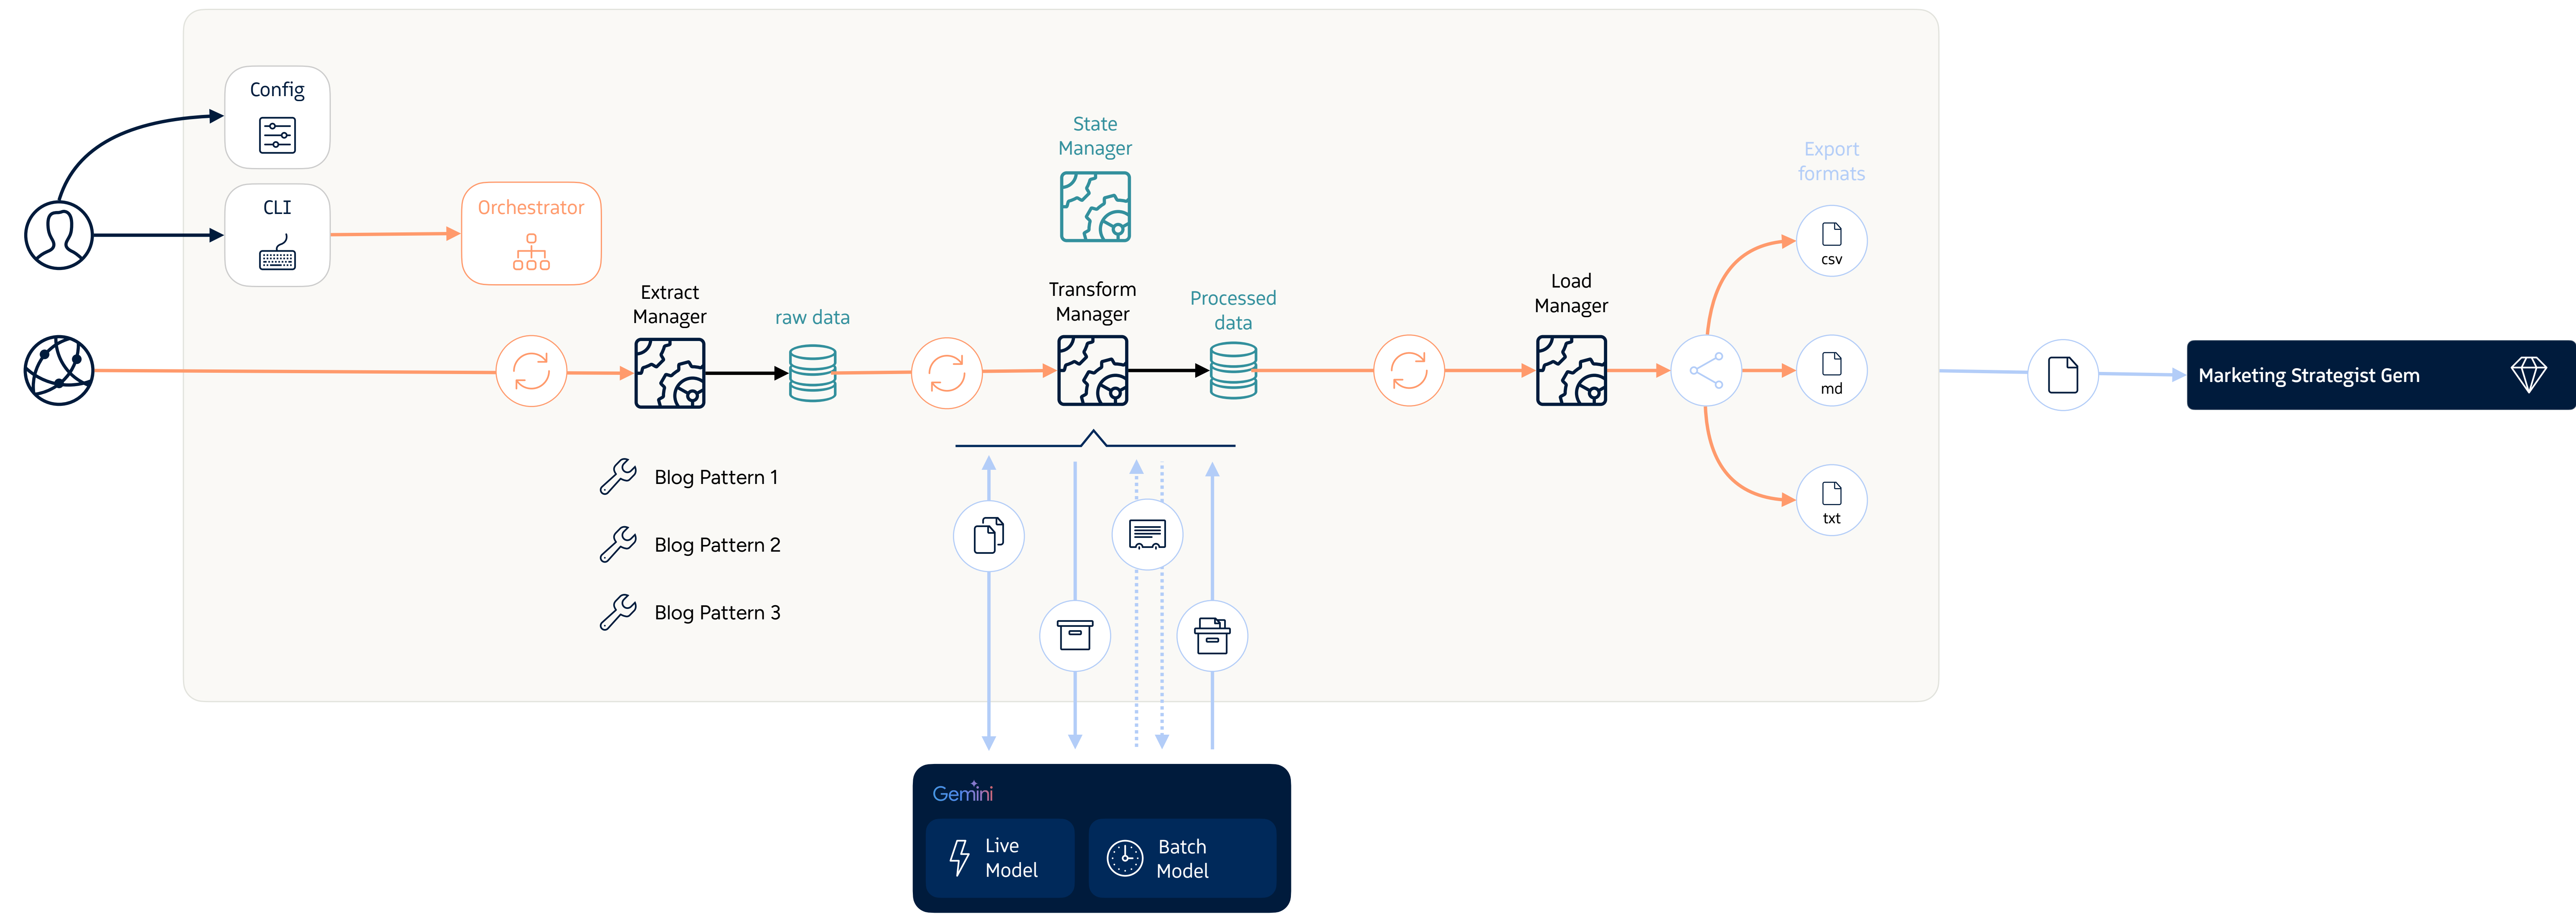 Config
CLI
Orchestrator
State
Manager
Export
formats
csv
Extract
Manager
raw data
Transform
Manager
Processed
data
Load
Manager
md
Marketing Strategist Gem
txt
Blog Pattern 1
Blog Pattern 2
Blog Pattern 3
Gemini
Live
Model
Batch
Model